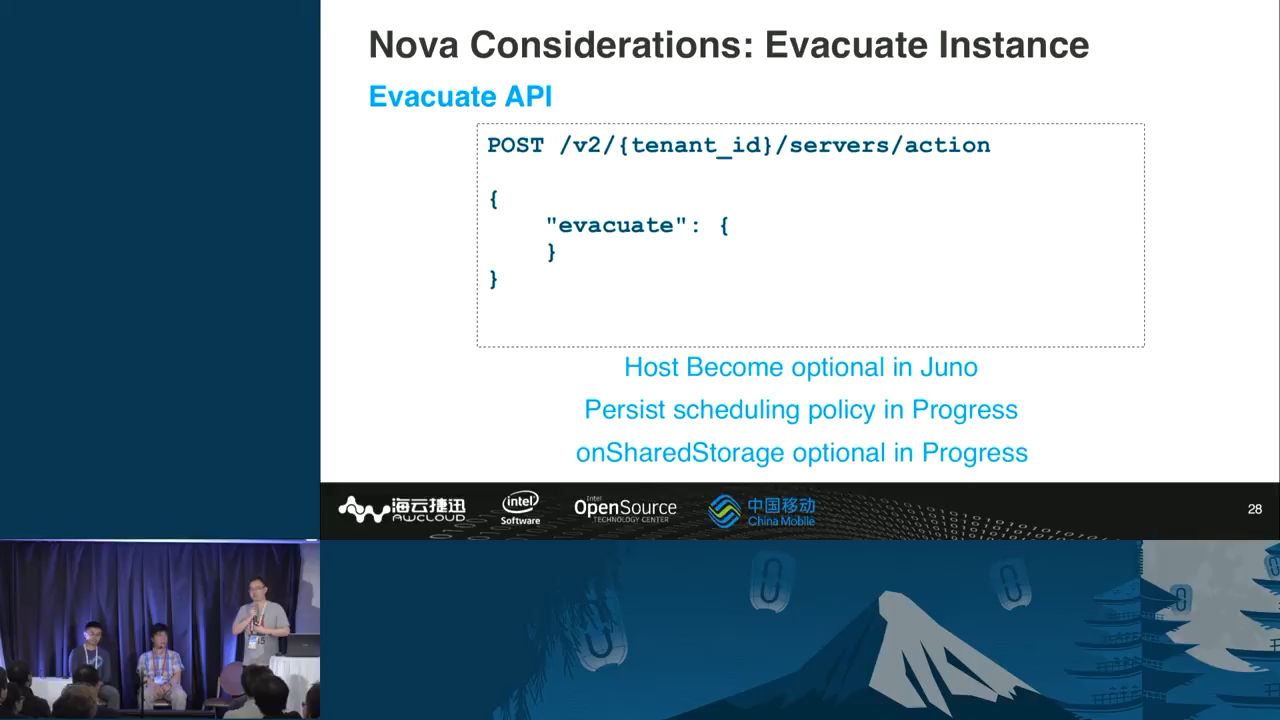 Nova Considerations: Evacuate Instance
Evacuate API
POST /v2/{tenant_id}/servers/action
{
"evacuate": {
}
}
Host Become optional in Juno
Persist scheduling policy in Progress
onSharedStorage optional in Progress
海云捷迅
AWCLOUD
intel
Software
Intel
OpenSource
TECHNOLOGY CENTER
中国移动
China Mobile
28